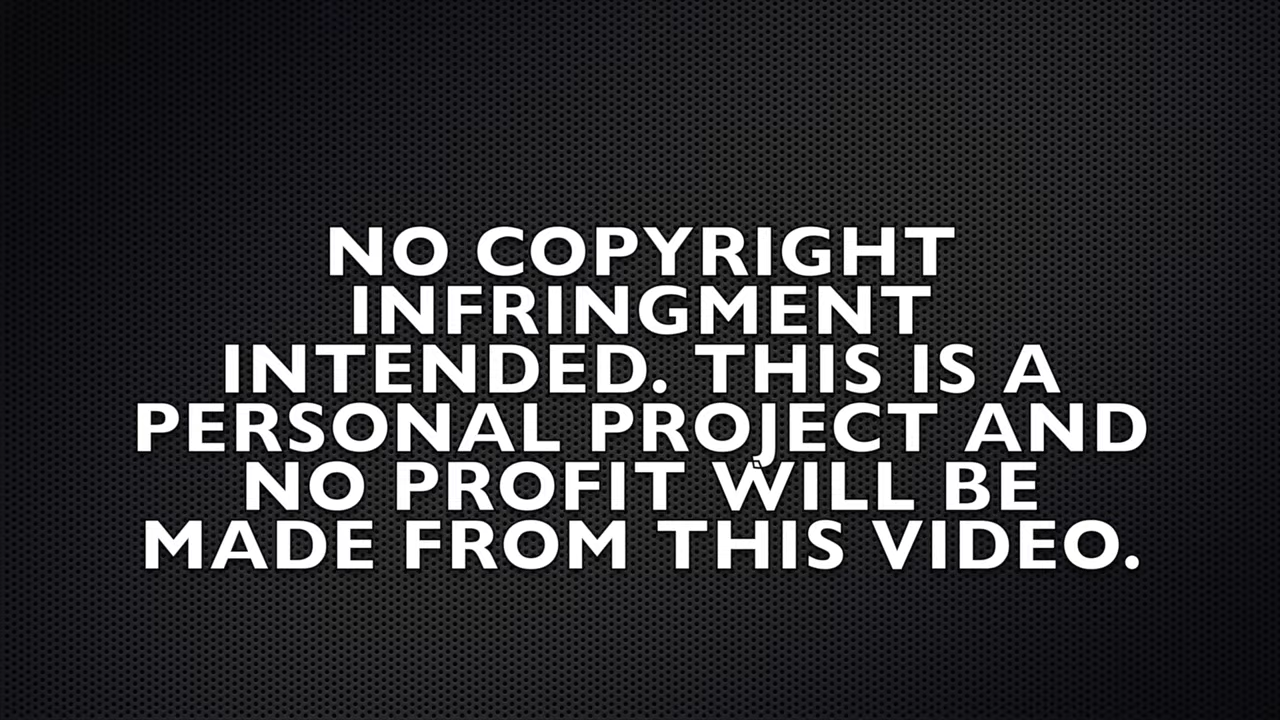 NO COPYRIGHT
INFRINGMENT
INTENDED. THIS IS A
PERSONAL PROJECT AND
NO PROFIT WILL BE
MADE FROM THIS VIDEO.